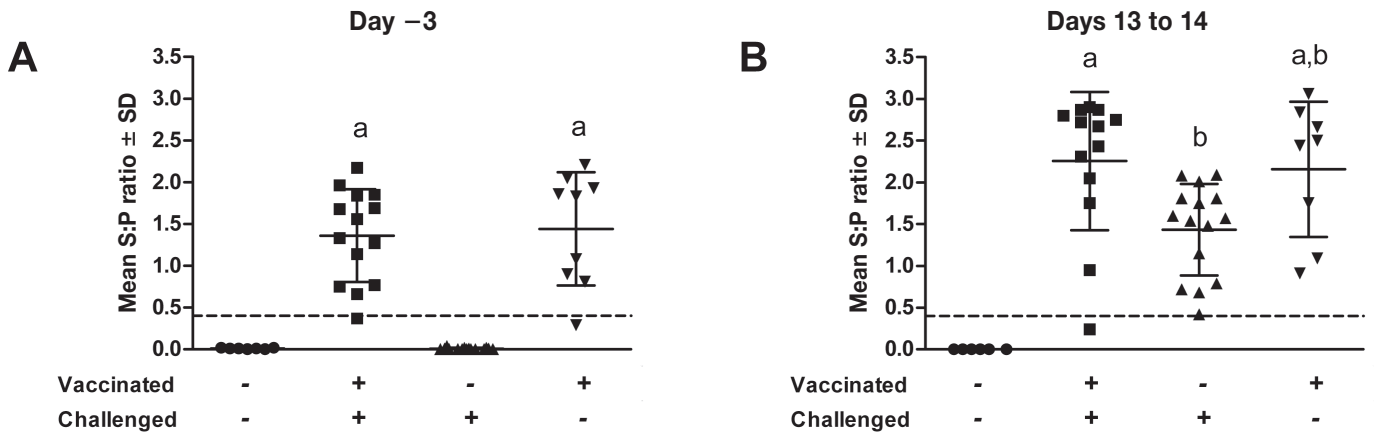 Day −3
A
3.5
3.0
2.5
2.0
1.5
1.0
0.5
0.0
Mean S:P ratio ± SD
a
a
Vaccinated - + - +
Challenged - + + -
Days 13 to 14
B
3.5
3.0
2.5
2.0
1.5
1.0
0.5
0.0
Mean S:P ratio ± SD
a
b
a,b
Vaccinated - + - +
Challenged - + + -